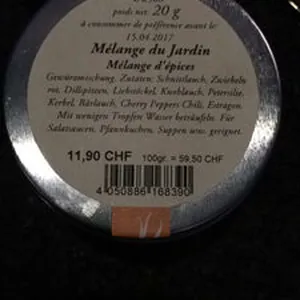 poids net: 20 g
à consommer de préférence avant le:
15.04.2017
Mélange du Jardin
Mélange d'épices
Gewürzmischung. Zutaten: Schnittlauch, Zwiebeln
rot, Dillspitzen, Liebstöckel, Knoblauch, Petersilie,
Kerbel, Bärlauch, Cherry Peppers Chili, Estragon.
Mit wenigen Tropfen Wasser beträufeln. Für
Salatsaucen, Pfannkuchen, Suppen usw. geeignet.
11,90 CHF 100gr. = 59,50 CHF
4 050886 168390